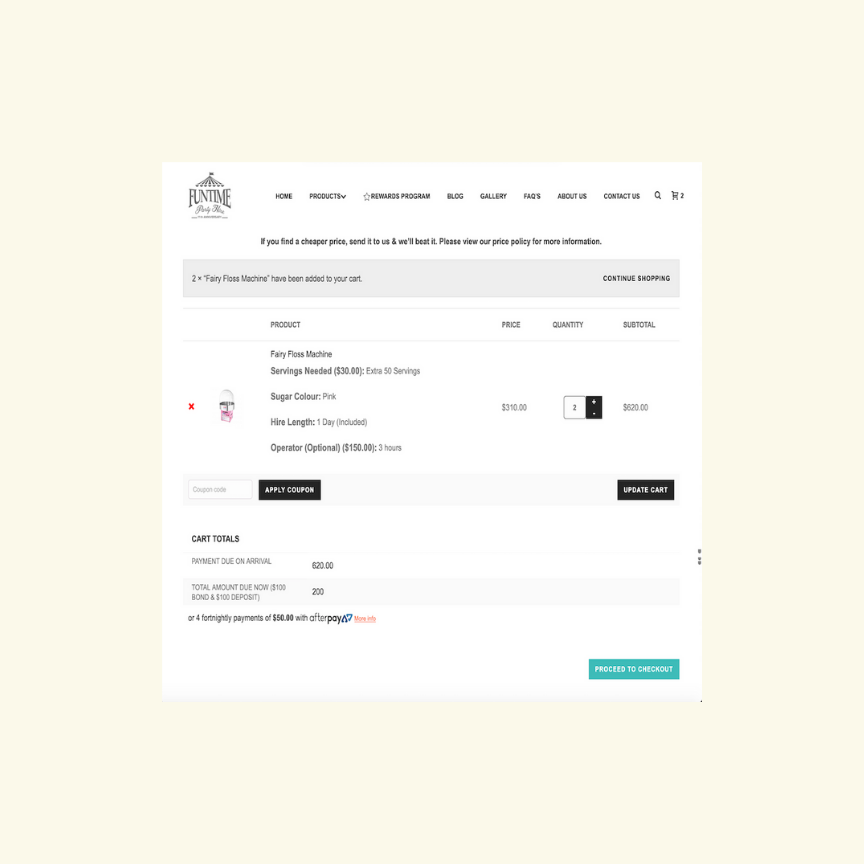 FUNTIME
Party Hire
HOME PRODUCTS REWARDS PROGRAM BLOG GALLERY FAQ'S ABOUT US CONTACT US 2
If you find a cheaper price, send it to us & we'll beat it. Please view our price policy for more information.
2 × “Fairy Floss Machine” have been added to your cart. CONTINUE SHOPPING
PRODUCT PRICE QUANTITY SUBTOTAL
Fairy Floss Machine
Servings Needed ($30.00): Extra 50 Servings
Sugar Colour: Pink
× $310.00 2 + - $620.00
Hire Length: 1 Day (Included)
Operator (Optional) ($150.00): 3 hours
Coupon code APPLY COUPON UPDATE CART
CART TOTALS
PAYMENT DUE ON ARRIVAL 620.00
TOTAL AMOUNT DUE NOW ($100
BOND & $100 DEPOSIT) 200
or 4 fortnightly payments of $50.00 with afterpay More info
PROCEED TO CHECKOUT